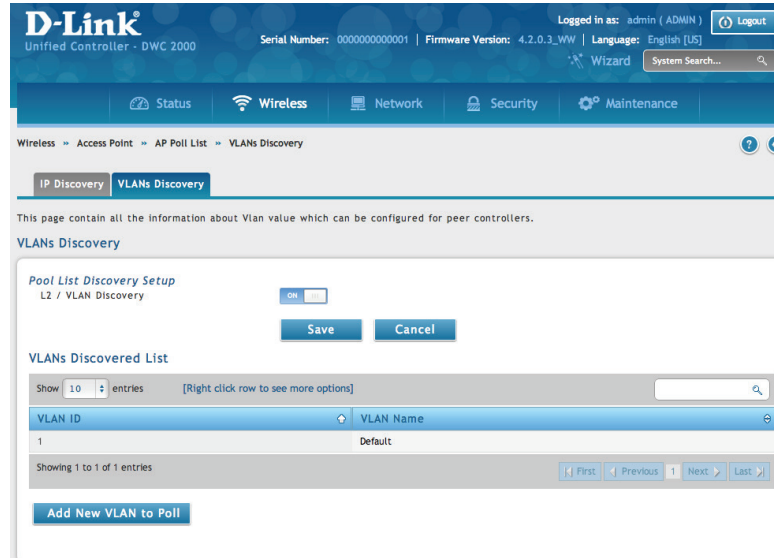 D-Link
Unified Controller - DWC 2000
Logged in as: admin ( ADMIN )
Logout
Serial Number: 0000000000001 | Firmware Version: 4.2.0.3_WW | Language: English [US]
Wizard
System Search...
Status
Wireless
Network
Security
Maintenance
Wireless » Access Point » AP Poll List » VLANs Discovery
?
IP Discovery
VLANs Discovery
This page contain all the information about Vlan value which can be configured for peer controllers.
VLANs Discovery
Pool List Discovery Setup
L2 / VLAN Discovery
ON
Save
Cancel
VLANs Discovered List
Show 10 entries
[Right click row to see more options]
VLAN ID
VLAN Name
1
Default
Showing 1 to 1 of 1 entries
First
Previous
1
Next
Last
Add New VLAN to Poll